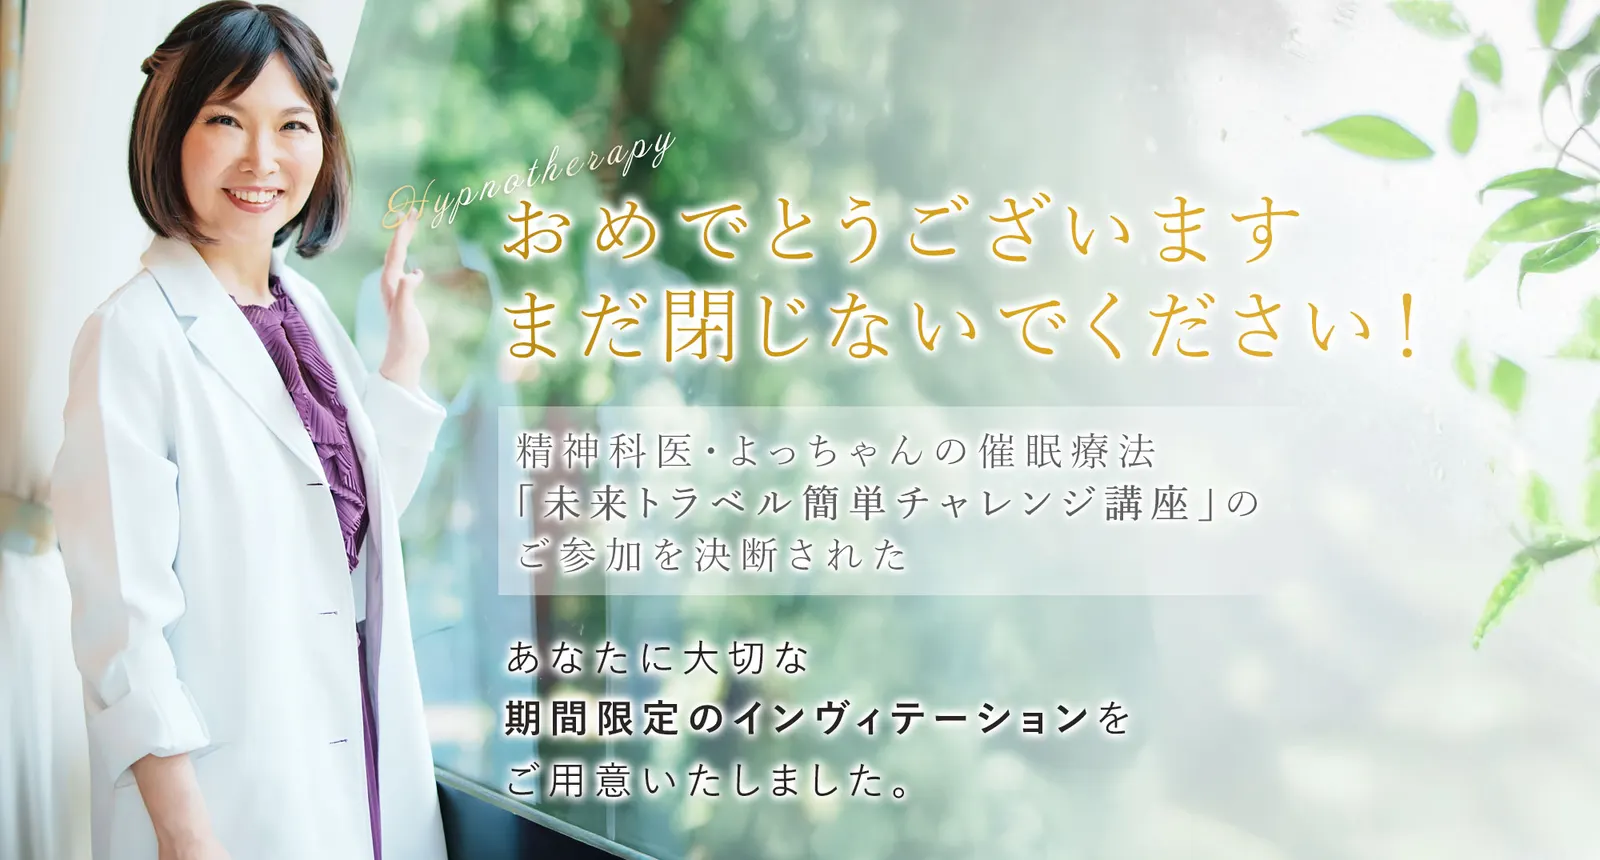 Hypnotherapy
おめでとうございます
まだ閉じないでください！
精神科医・よっちゃんの催眠療法
「未来トラベル簡単チャレンジ講座」の
ご参加を決断された
あなたに大切な
期間限定のインヴィテーションを
ご用意いたしました。